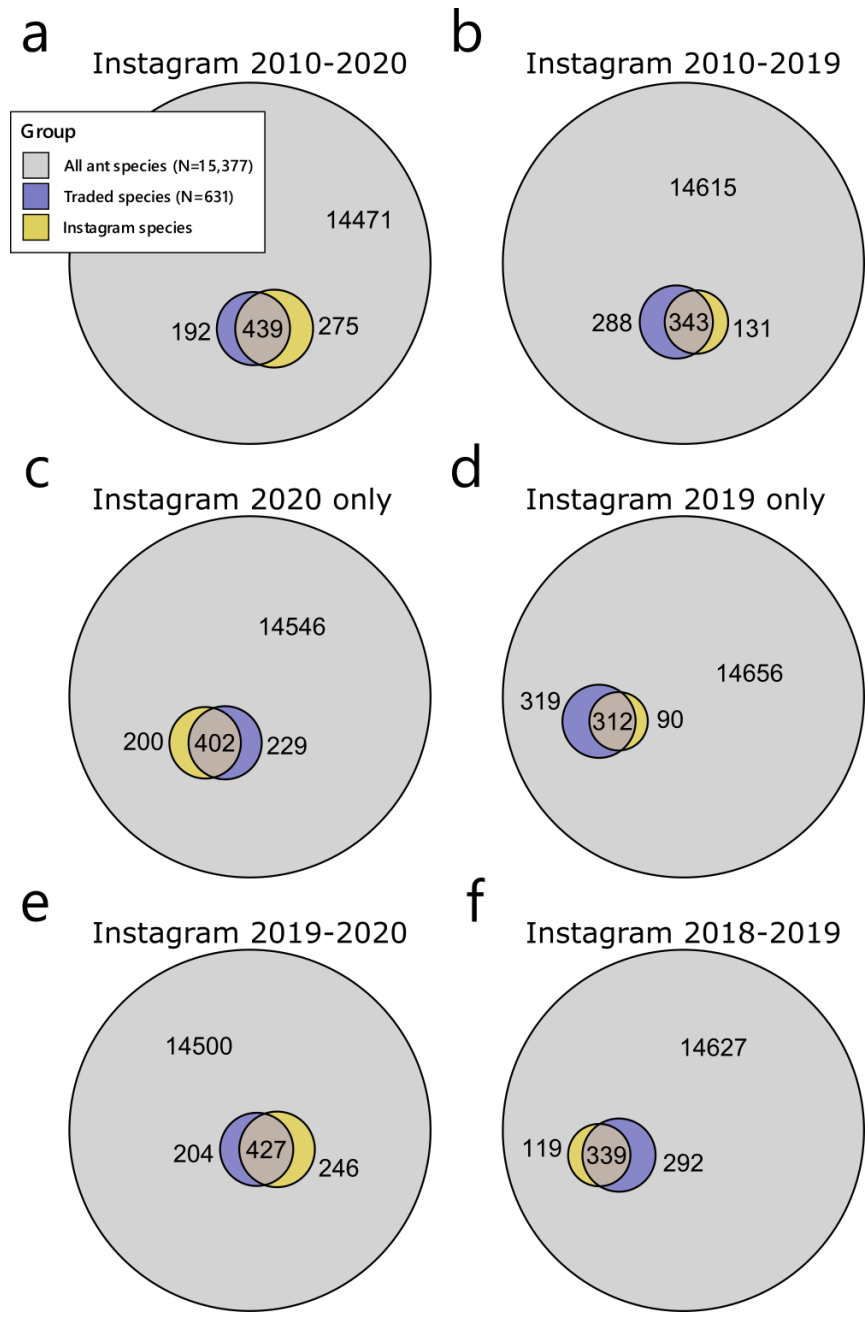 a
Instagram 2010-2020
Group
All ant species (N=15,377)
Traded species (N=631)
Instagram species
14471
192
439
275
b
Instagram 2010-2019
14615
288
343
131
c
Instagram 2020 only
14546
200
402
229
d
Instagram 2019 only
14656
319
312
90
e
Instagram 2019-2020
14500
204
427
246
f
Instagram 2018-2019
14627
119
339
292